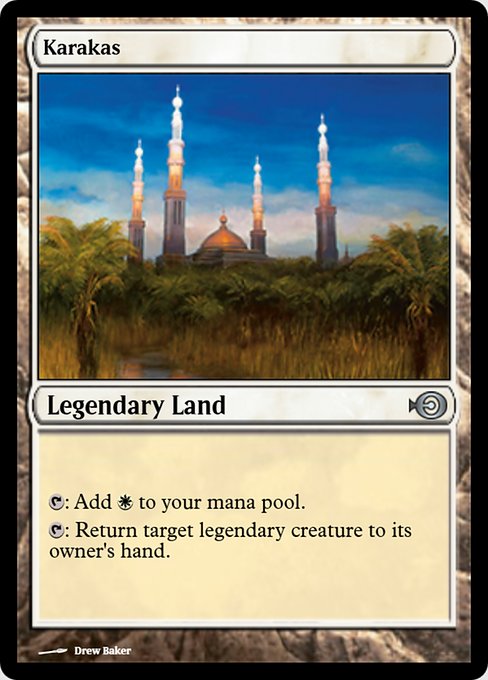 Karakas
Legendary Land
: Add to your mana pool.
: Return target legendary creature to its
owner's hand.
Drew Baker